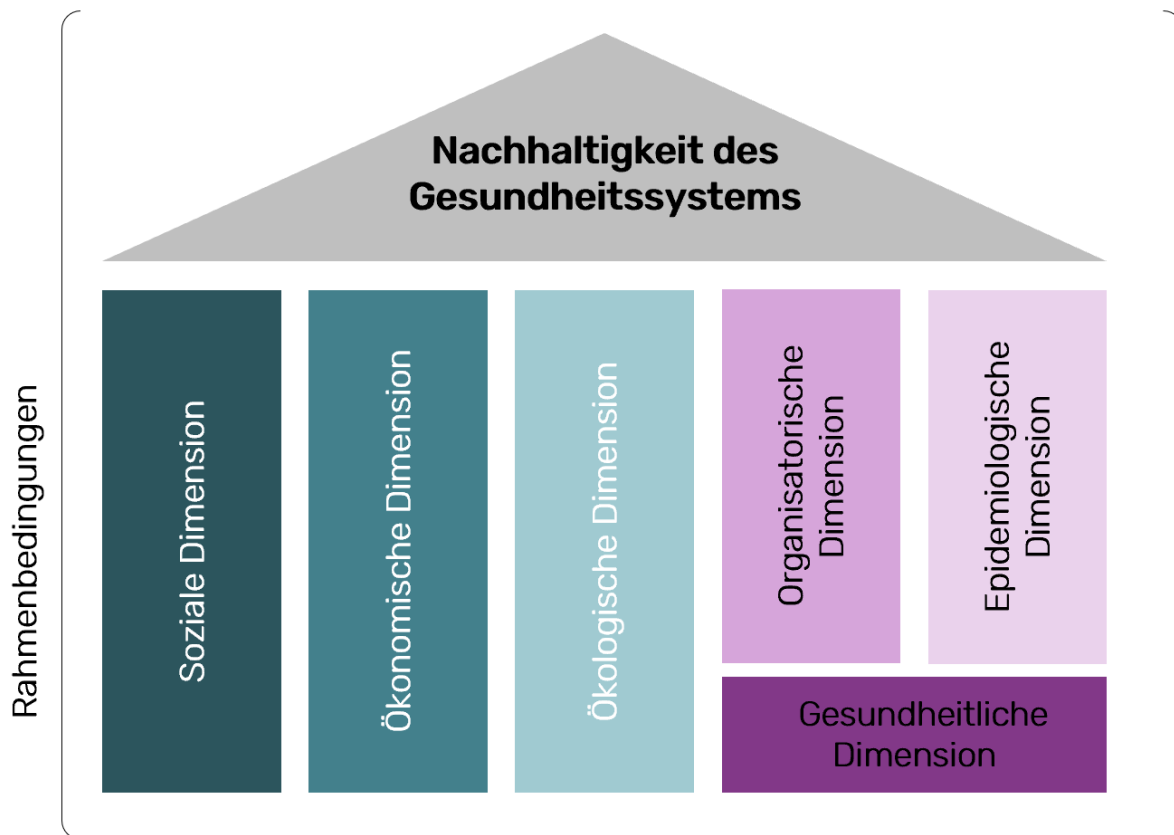 Nachhaltigkeit des
Gesundheitssystems
Rahmenbedingungen
Soziale Dimension
Ökonomische Dimension
Ökologische Dimension
Organisatorische
Dimension
Epidemiologische
Dimension
Gesundheitliche
Dimension